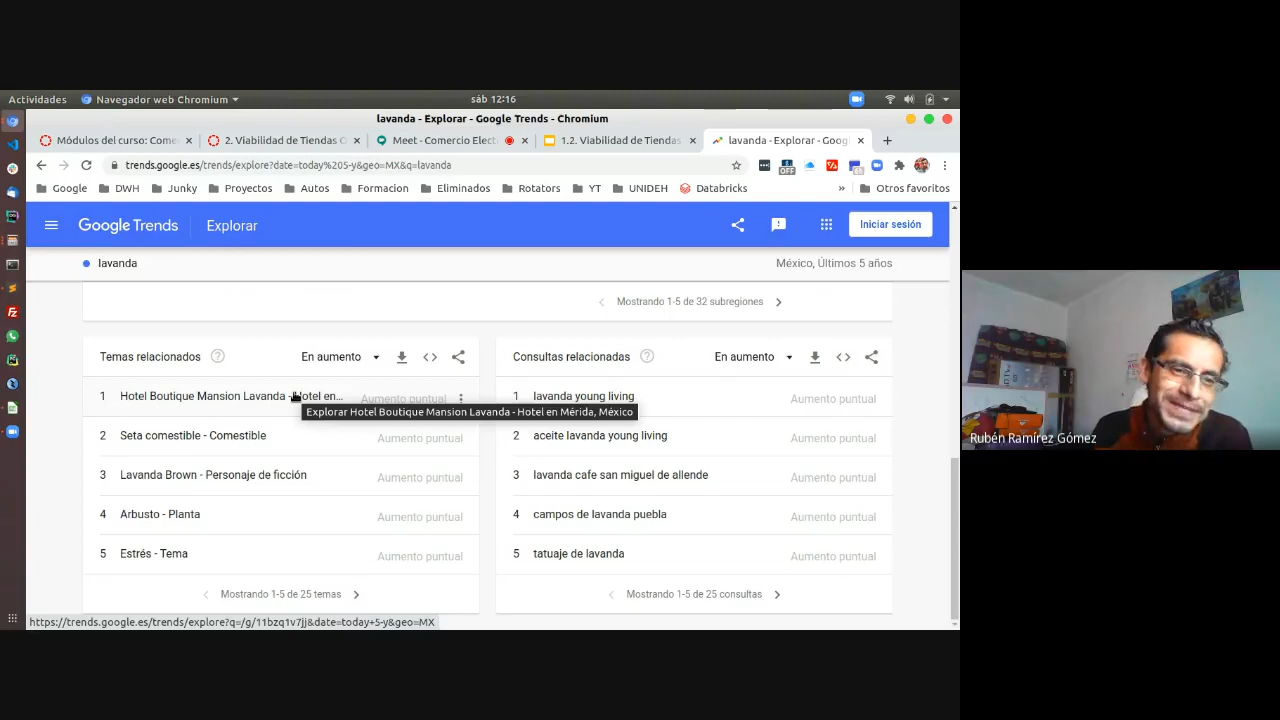 Actividades Navegador web Chromium sáb 12:16
lavanda - Explorar - Google Trends - Chromium
Módulos del curso: Come 2. Viabilidad de Tiendas C Meet - Comercio Elect 1.2. Viabilidad de Tiendas lavanda - Explorar - Goog
trends.google.es/trends/explore?date=today%205-y&geo=MX&q=lavanda
OFF
Google DWH Junky Proyectos Autos Formacion Eliminados Rotators YT UNIDEH Databricks » Otros favoritos
Google Trends Explorar Iniciar sesión
lavanda México, Últimos 5 años
Mostrando 1-5 de 32 subregiones
Temas relacionados ? En aumento
1 Hotel Boutique Mansion Lavanda - Hotel en... Aumento puntual
Explorar Hotel Boutique Mansion Lavanda - Hotel en Mérida, México
2 Seta comestible - Comestible Aumento puntual
3 Lavanda Brown - Personaje de ficción Aumento puntual
4 Arbusto - Planta Aumento puntual
5 Estrés - Tema Aumento puntual
Mostrando 1-5 de 25 temas
Consultas relacionadas ? En aumento
1 lavanda young living Aumento puntual
2 aceite lavanda young living Aumento puntual
3 lavanda cafe san miguel de allende Aumento puntual
4 campos de lavanda puebla Aumento puntual
5 tatuaje de lavanda Aumento puntual
Mostrando 1-5 de 25 consultas
https://trends.google.es/trends/explore?q=/g/11bzq1v7jj&date=today+5-y&geo=MX
Rubén Ramírez Gómez